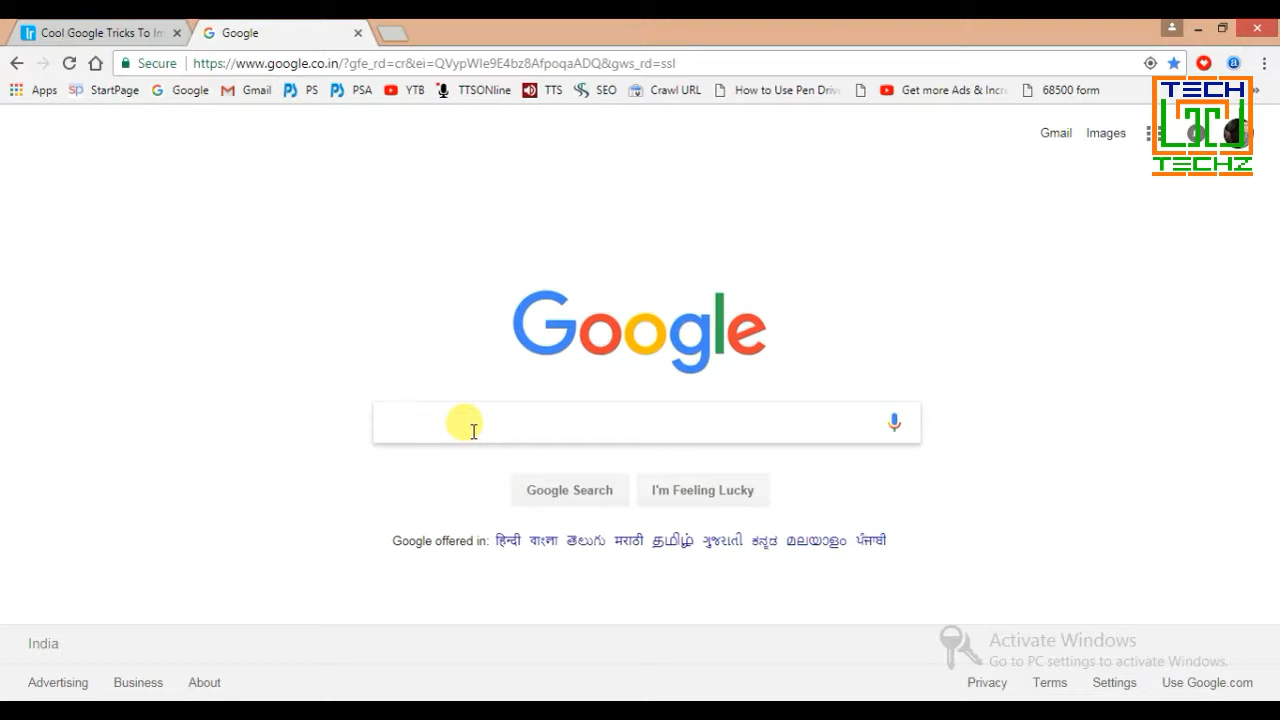 Cool Google Tricks To Im
Google
Secure https://www.google.co.in/?gfe_rd=cr&ei=QVypWIe9E4bz8AfpoqaADQ&gws_rd=ssl
Apps StartPage Google Gmail PS PSA YTB TTSONline TTS SEO Crawl URL How to Use Pen Drive Get more Ads & Incre 68500 form »
TECH
TECHZ
Gmail Images
Google
Google Search I'm Feeling Lucky
Google offered in: हिन्दी বাংলা తెలుగు मराठी தமிழ் ગુજરાતી ಕನ್ನಡ മലയാളം ਪੰਜਾਬੀ
India
Activate Windows
Go to PC settings to activate Windows.
Advertising Business About Privacy Terms Settings Use Google.com